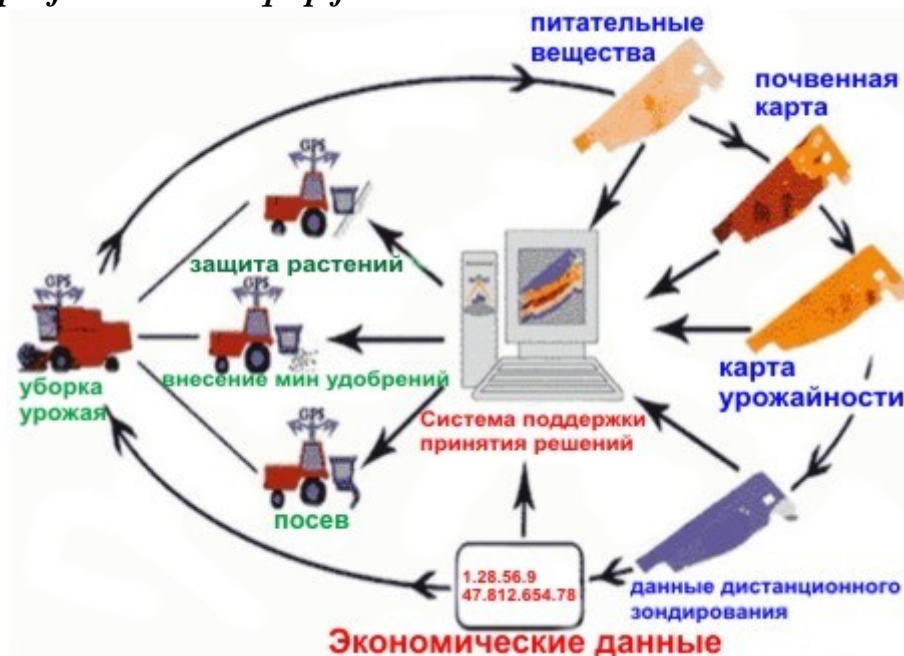 питательные
вещества
почвенная
карта
GPS
защита растений
GPS
GPS
уборка
урожая
внесение мин удобрений
карта
урожайности
Система поддержки
принятия решений
GPS
посев
1.28.56.9
47.812.654.78
данные дистанционного
зондирования
Экономические данные